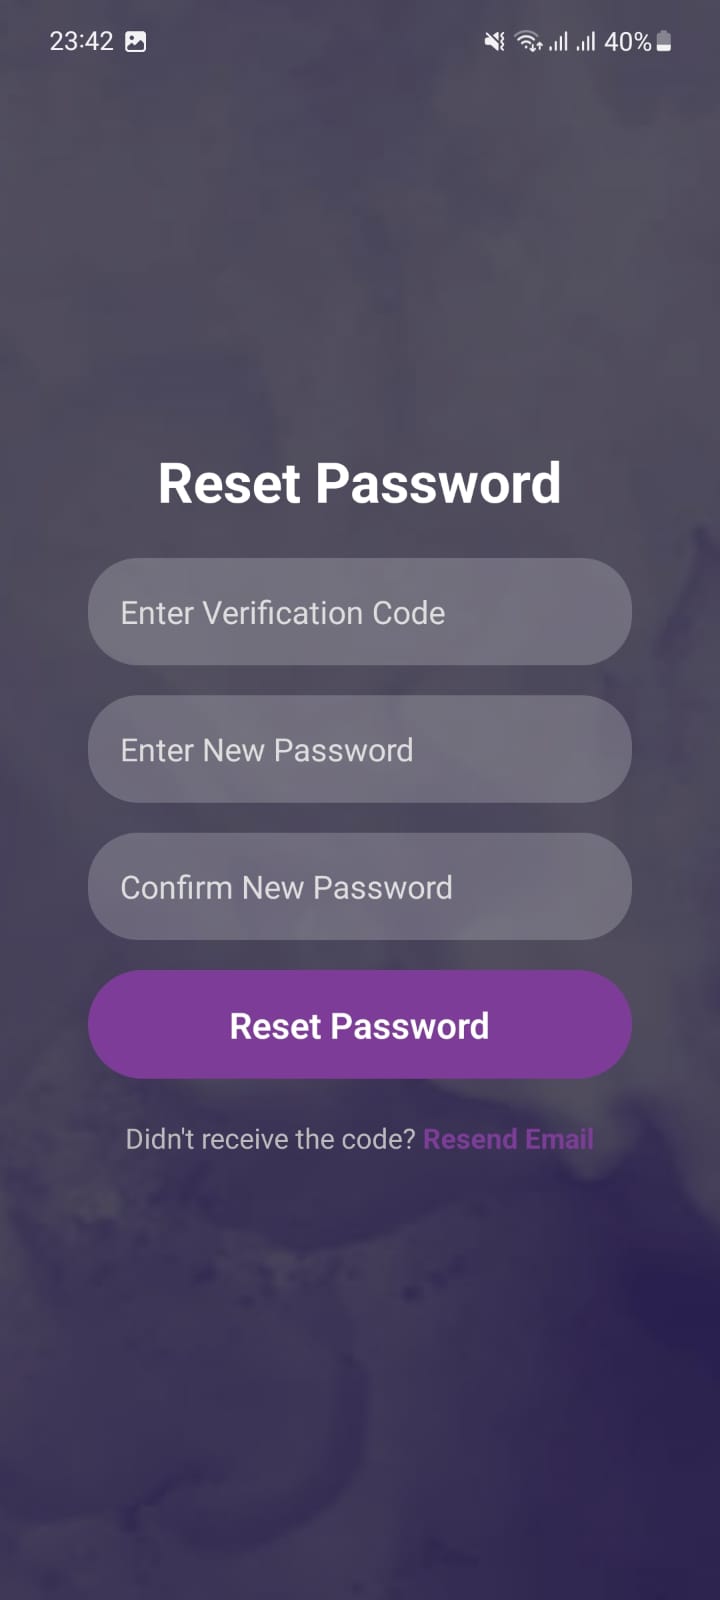 23:42 40%
Reset Password
Enter Verification Code
Enter New Password
Confirm New Password
Reset Password
Didn't receive the code? Resend Email